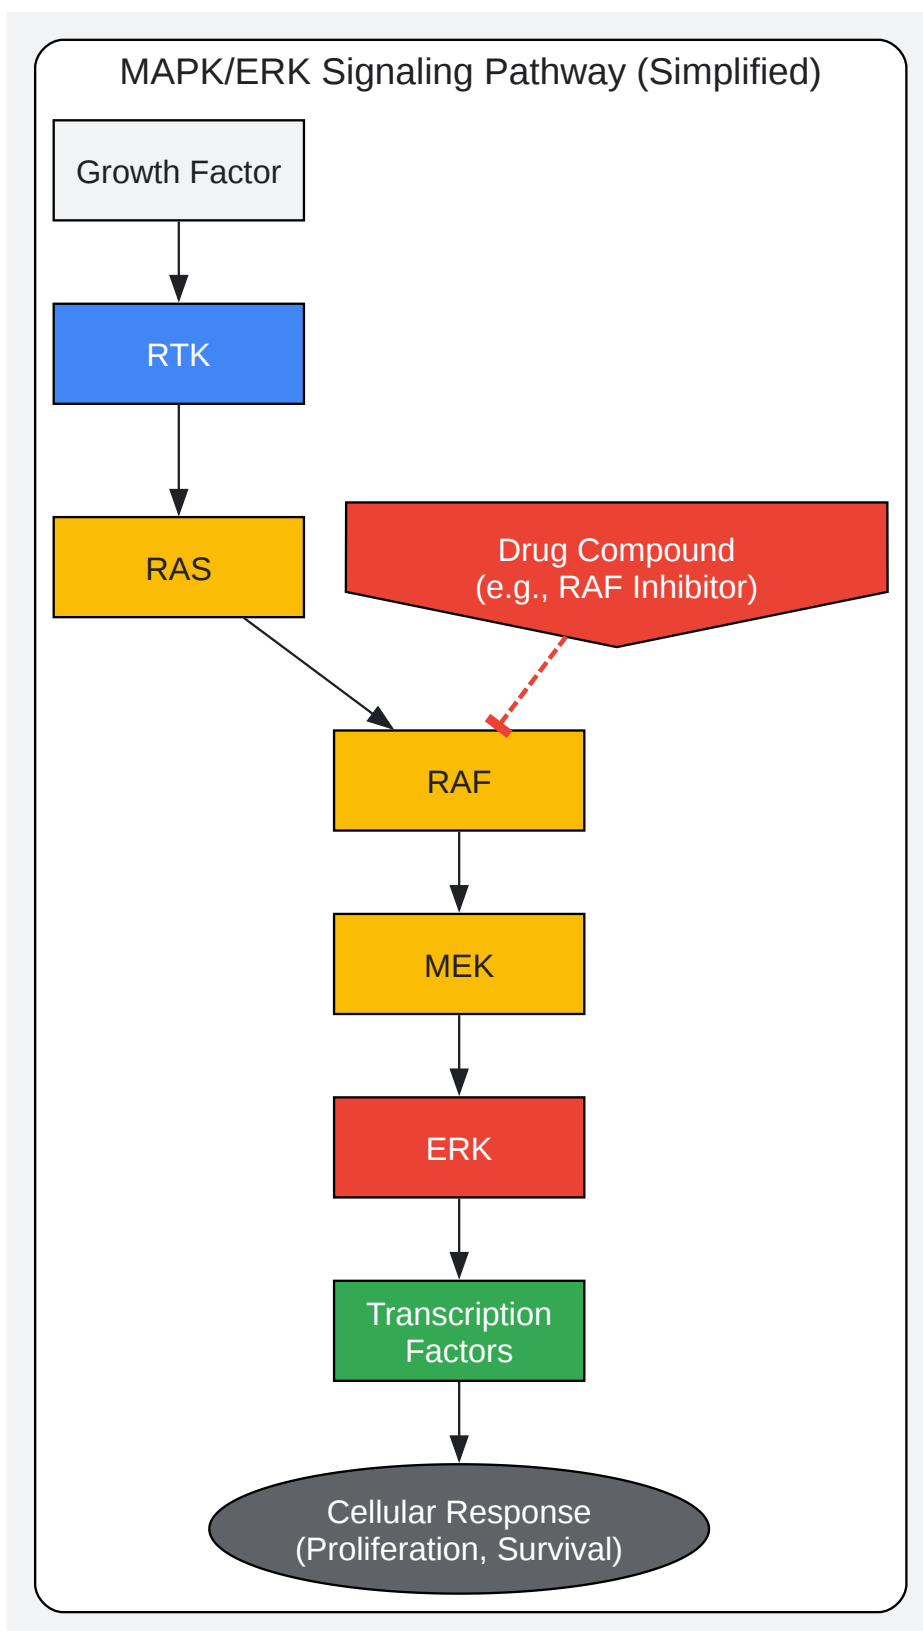 MAPK/ERK Signaling Pathway (Simplified)
Growth Factor
RTK
RAS
Drug Compound
(e.g., RAF Inhibitor)
RAF
MEK
ERK
Transcription
Factors
Cellular Response
(Proliferation, Survival)